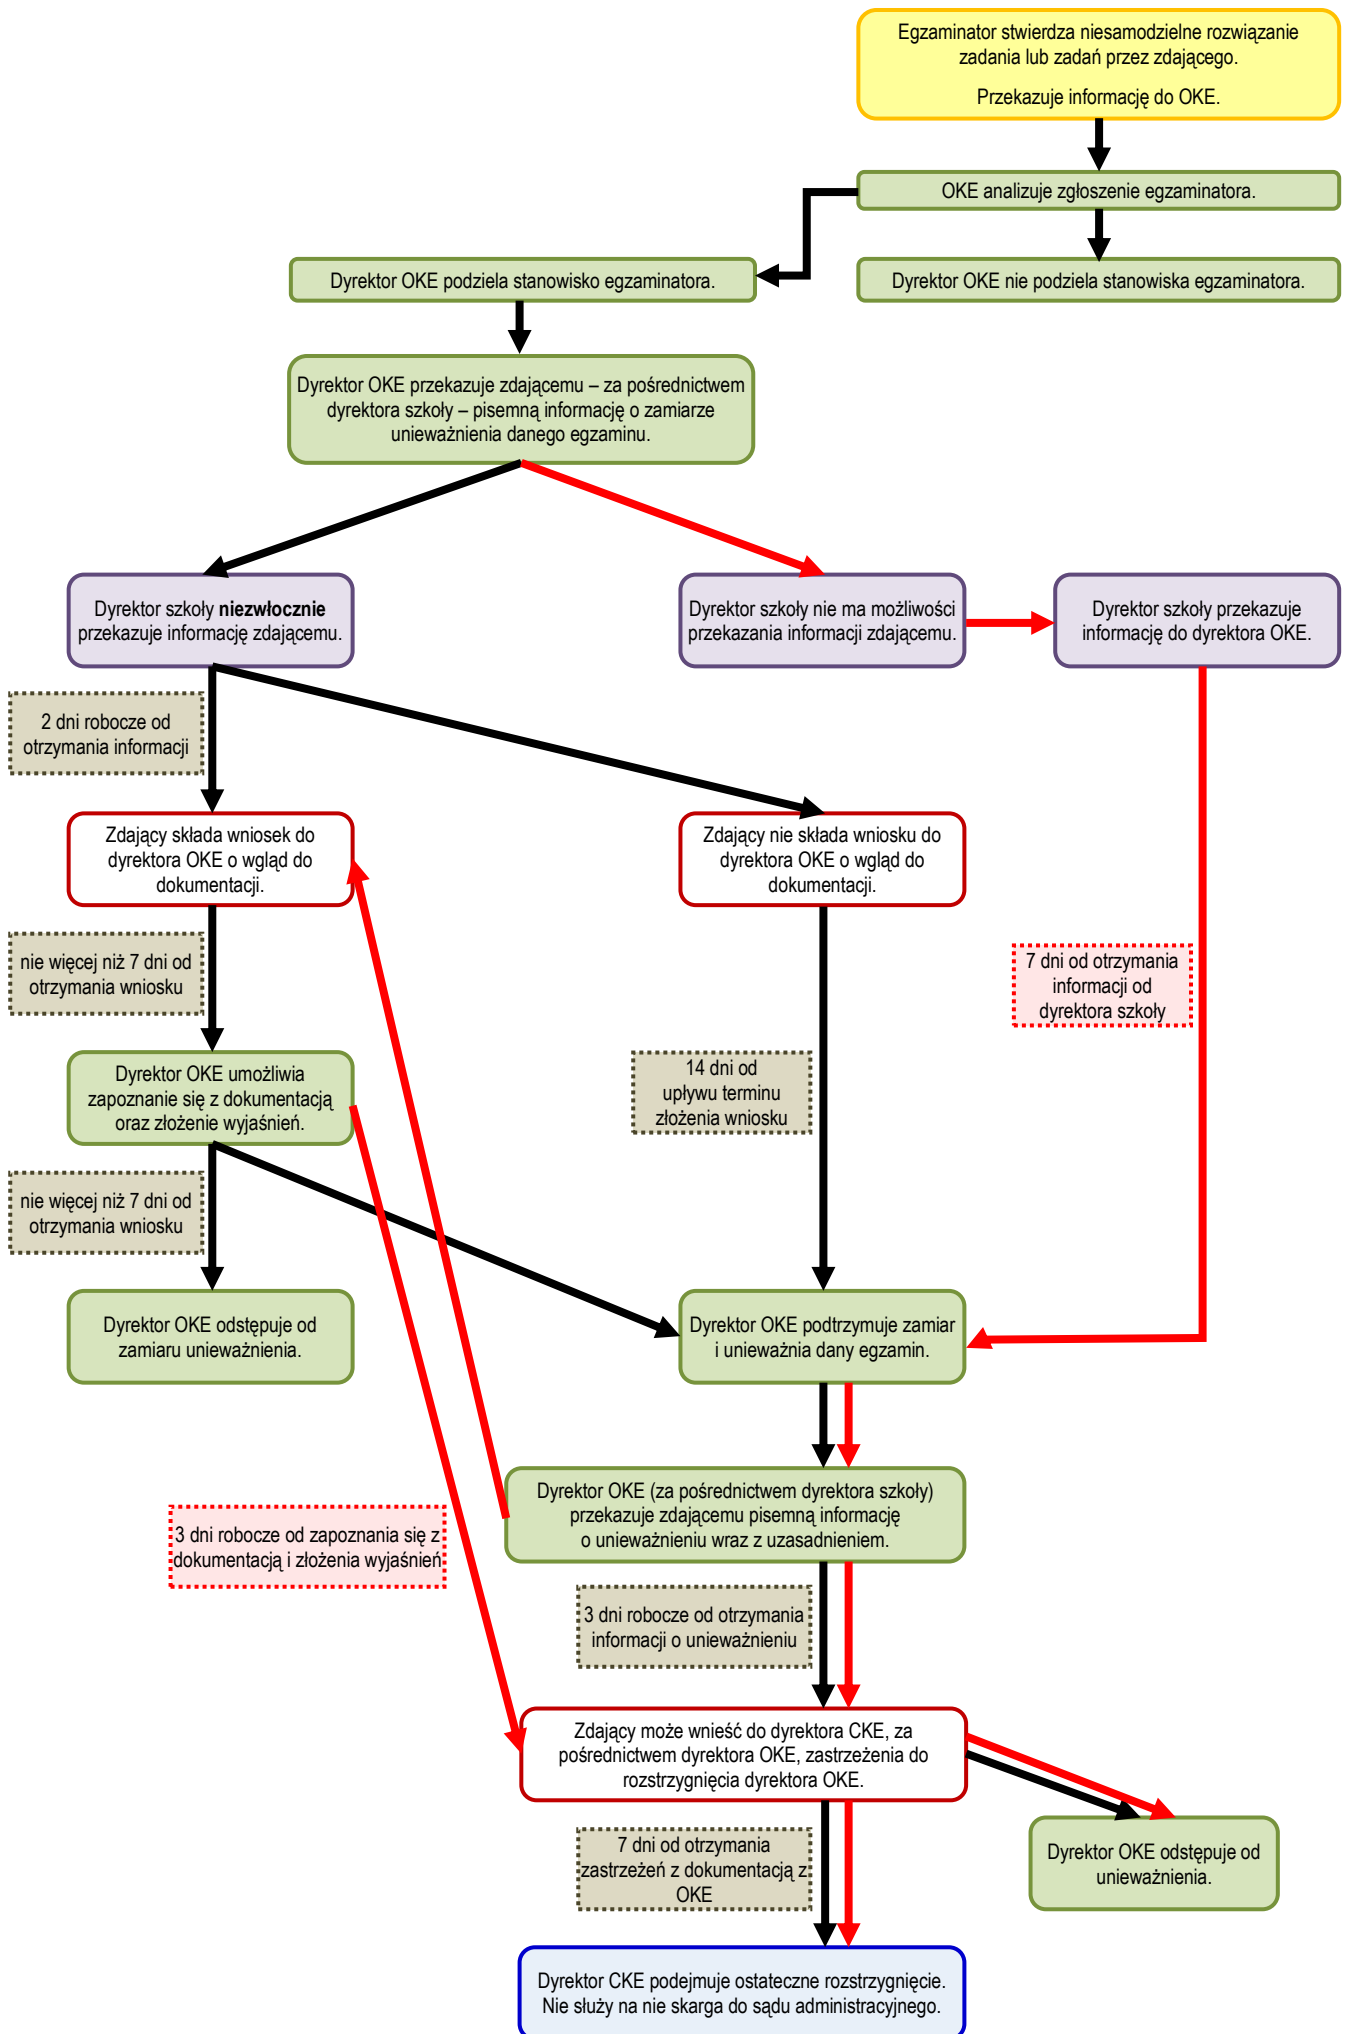 Egzaminator stwierdza niesamodzielne rozwiązanie
zadania lub zadań przez zdającego.
Przekazuje informację do OKE.
OKE analizuje zgłoszenie egzaminatora.
Dyrektor OKE podziela stanowisko egzaminatora.
Dyrektor OKE nie podziela stanowiska egzaminatora.
Dyrektor OKE przekazuje zdającemu – za pośrednictwem
dyrektora szkoły – pisemną informację o zamiarze
unieważnienia danego egzaminu.
Dyrektor szkoły niezwłocznie
przekazuje informację zdającemu.
Dyrektor szkoły nie ma możliwości
przekazania informacji zdającemu.
Dyrektor szkoły przekazuje
informację do dyrektora OKE.
2 dni robocze od
otrzymania informacji
Zdający składa wniosek do
dyrektora OKE o wgląd do
dokumentacji.
Zdający nie składa wniosku do
dyrektora OKE o wgląd do
dokumentacji.
nie więcej niż 7 dni od
otrzymania wniosku
7 dni od otrzymania
informacji od
dyrektora szkoły
Dyrektor OKE umożliwia
zapoznanie się z dokumentacją
oraz złożenie wyjaśnień.
14 dni od
upływu terminu
złożenia wniosku
nie więcej niż 7 dni od
otrzymania wniosku
Dyrektor OKE odstępuje od
zamiaru unieważnienia.
Dyrektor OKE podtrzymuje zamiar
i unieważnia dany egzamin.
Dyrektor OKE (za pośrednictwem dyrektora szkoły)
przekazuje zdającemu pisemną informację
o unieważnieniu wraz z uzasadnieniem.
3 dni robocze od zapoznania się z
dokumentacją i złożenia wyjaśnień
3 dni robocze od otrzymania
informacji o unieważnieniu
Zdający może wnieść do dyrektora CKE, za
pośrednictwem dyrektora OKE, zastrzeżenia do
rozstrzygnięcia dyrektora OKE.
7 dni od otrzymania
zastrzeżeń z dokumentacją z
OKE
Dyrektor OKE odstępuje od
unieważnienia.
Dyrektor CKE podejmuje ostateczne rozstrzygnięcie.
Nie służy na nie skarga do sądu administracyjnego.